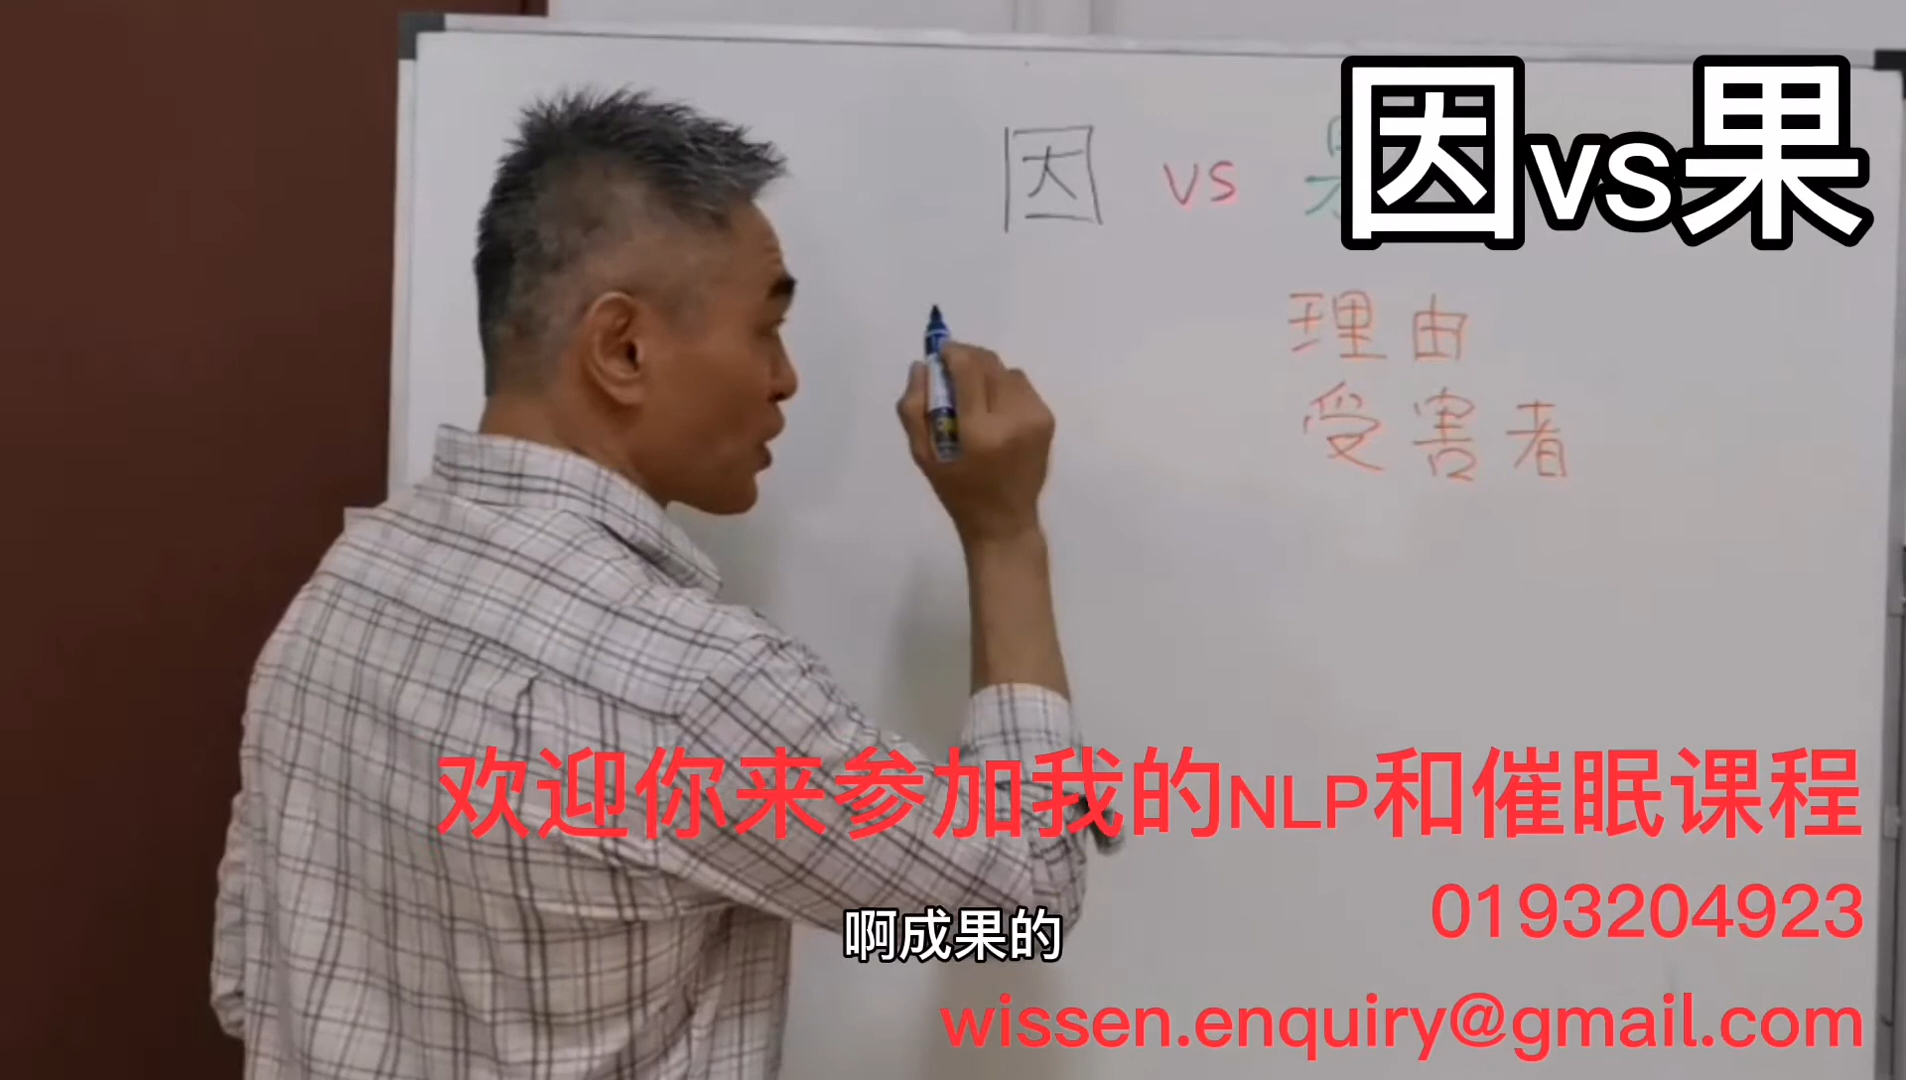 因vs果
因 vs 果
理由
受害者
欢迎你来参加我的NLP和催眠课程
0193204923
啊成果的
wissen.enquiry@gmail.com